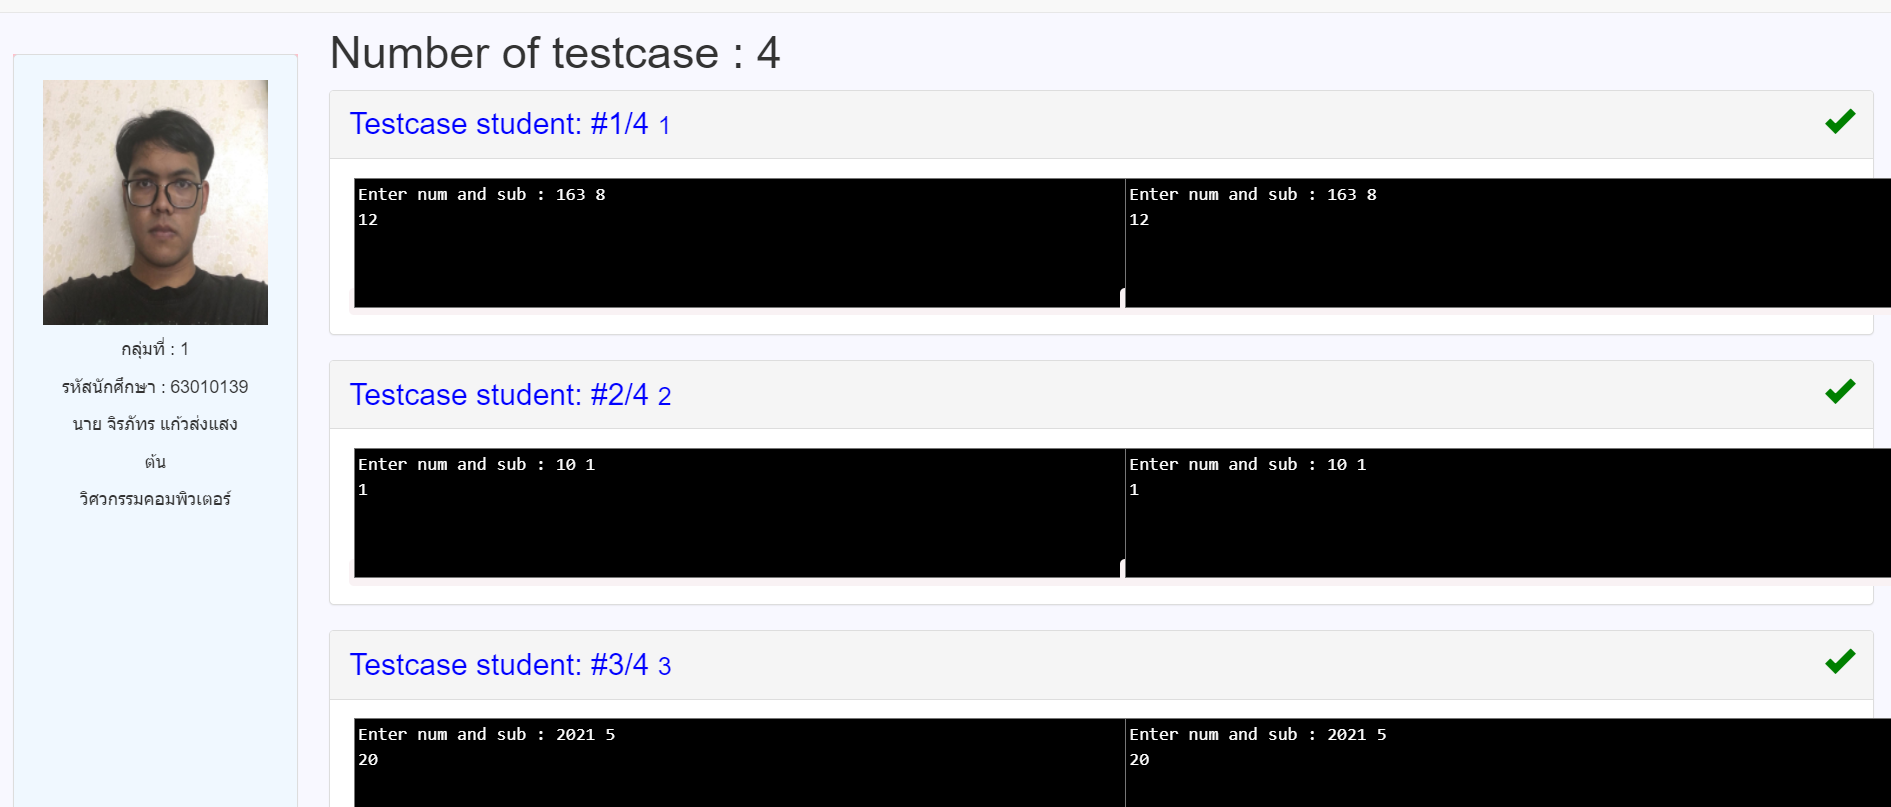 Number of testcase : 4
กลุ่มที่ : 1
รหัสนักศึกษา : 63010139
นาย จิรภัทร แก้วส่งแสง
ต้น
วิศวกรรมคอมพิวเตอร์
Testcase student: #1/4 1
Enter num and sub : 163 8
12
Enter num and sub : 163 8
12
Testcase student: #2/4 2
Enter num and sub : 10 1
1
Enter num and sub : 10 1
1
Testcase student: #3/4 3
Enter num and sub : 2021 5
20
Enter num and sub : 2021 5
20